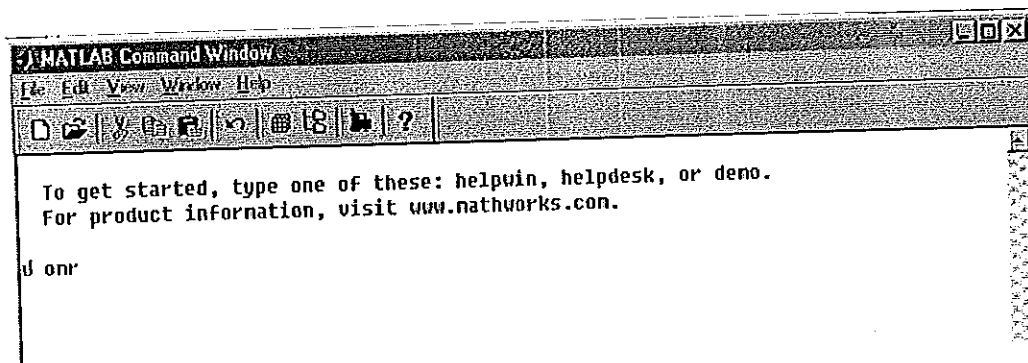 MATLAB Command Window
File Edit View Window Help
To get started, type one of these: helpwin, helpdesk, or demo.
For product information, visit www.mathworks.com.
onr